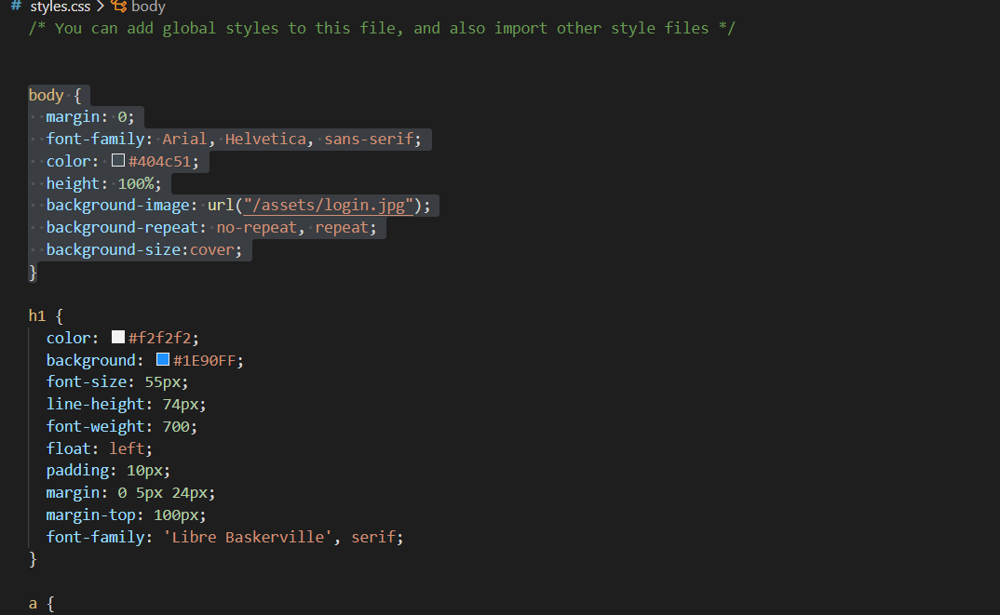 # styles.css > body
/* You can add global styles to this file, and also import other style files */
body {
margin: 0;
font-family: Arial, Helvetica, sans-serif;
color: #404c51;
height: 100%;
background-image: url("/assets/login.jpg");
background-repeat: no-repeat, repeat;
background-size:cover;
}
h1 {
color: #f2f2f2;
background: #1E90FF;
font-size: 55px;
line-height: 74px;
font-weight: 700;
float: left;
padding: 10px;
margin: 0 5px 24px;
margin-top: 100px;
font-family: 'Libre Baskerville', serif;
}
a {